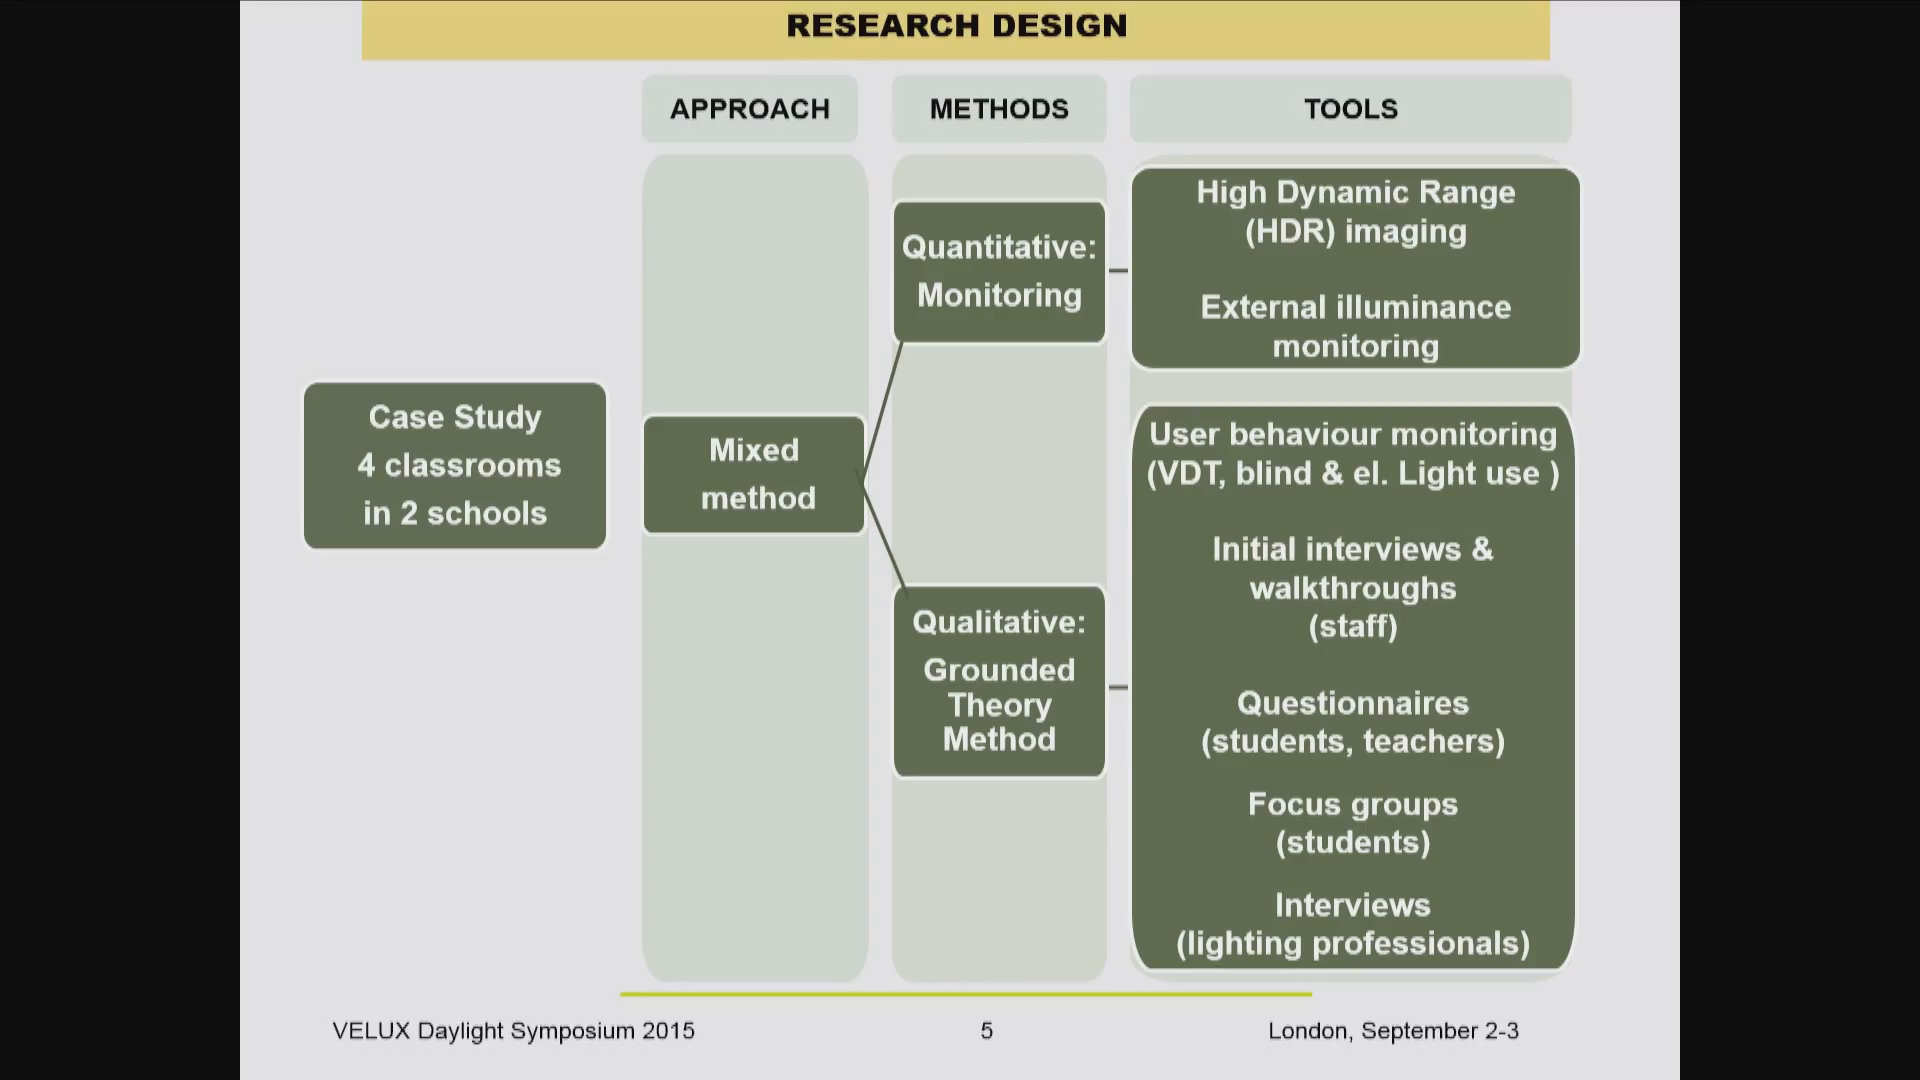 RESEARCH DESIGN
APPROACH
METHODS
TOOLS
Case Study
4 classrooms
in 2 schools
Mixed
method
Quantitative:
Monitoring
Qualitative:
Grounded
Theory
Method
High Dynamic Range
(HDR) imaging
External illuminance
monitoring
User behaviour monitoring
(VDT, blind & el. Light use )
Initial interviews &
walkthroughs
(staff)
Questionnaires
(students, teachers)
Focus groups
(students)
Interviews
(lighting professionals)
VELUX Daylight Symposium 2015
5
London, September 2-3